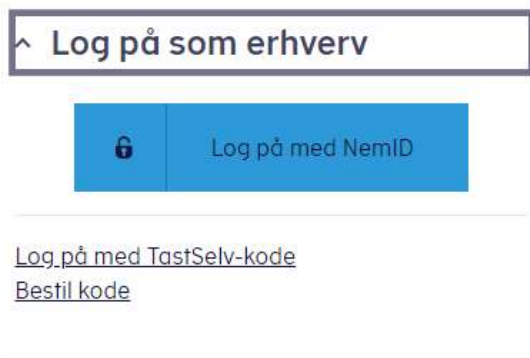 Log på som erhverv
Log på med NemID
Log på med TastSelv-kode
Bestil kode